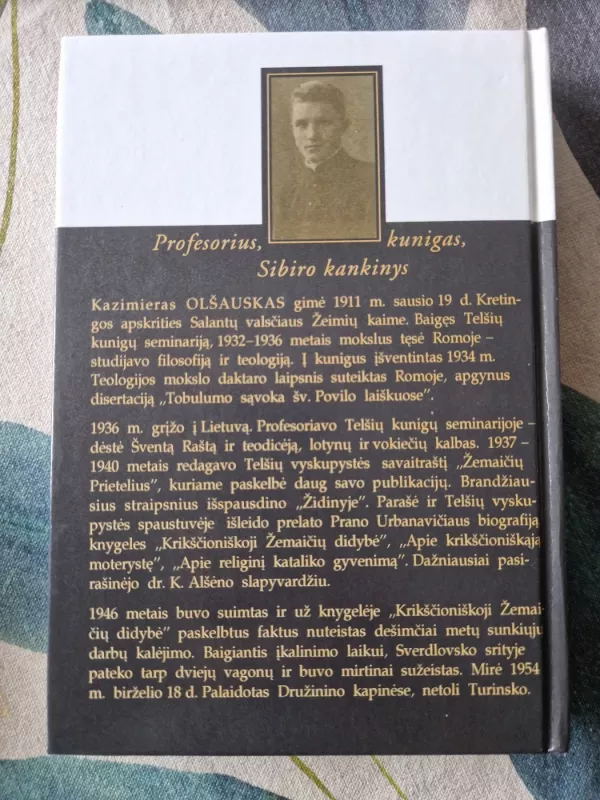 Profesorius, kunigas,
Sibiro kankinys
Kazimieras OLŠAUSKAS gimė 1911 m. sausio 19 d. Kretin-
gos apskrities Salantų valsčiaus Žeimių kaime. Baigęs Telšių
kunigų seminariją, 1932–1936 metais mokslus tęsė Romoje –
studijavo filosofiją ir teologiją. Į kunigus išventintas 1934 m.
Teologijos mokslo daktaro laipsnis suteiktas Romoje, apgynus
disertaciją „Tobulumo sąvoka šv. Povilo laiškuose".
1936 m. grįžo į Lietuvą. Profesoriavo Telšių kunigų seminarijoje –
dėstė Šventą Raštą ir teodicėją, lotynų ir vokiečių kalbas. 1937 –
1940 metais redagavo Telšių vyskupystės savaitraštį „Žemaičių
Prietelius", kuriame paskelbė daug savo publikacijų. Brandžiau-
sius straipsnius išspausdino „Židinyje". Parašė ir Telšių vysku-
pystės spaustuvėje išleido prelato Prano Urbanavičiaus biografiją,
knygeles „Krikščioniškoji Žemaičių didybė", „Apie krikščionišką
moterystę", „Apie religinį kataliko gyvenimą". Dažniausiai pasi-
rašinėjo dr. K. Alšėno slapyvardžiu.
1946 metais buvo suimtas ir už knygelėje „Krikščioniškoji Žemai-
čių didybė" paskelbtus faktus nuteistas dešimčiai metų sunkiųjų
darbų kalėjimo. Baigiantis įkalinimo laikui, Sverdlovsko srityje
pateko tarp dviejų vagonų ir buvo mirtinai sužeistas. Mirė 1954
m. birželio 18 d. Palaidotas Družinino kapinėse, netoli Turinsko.